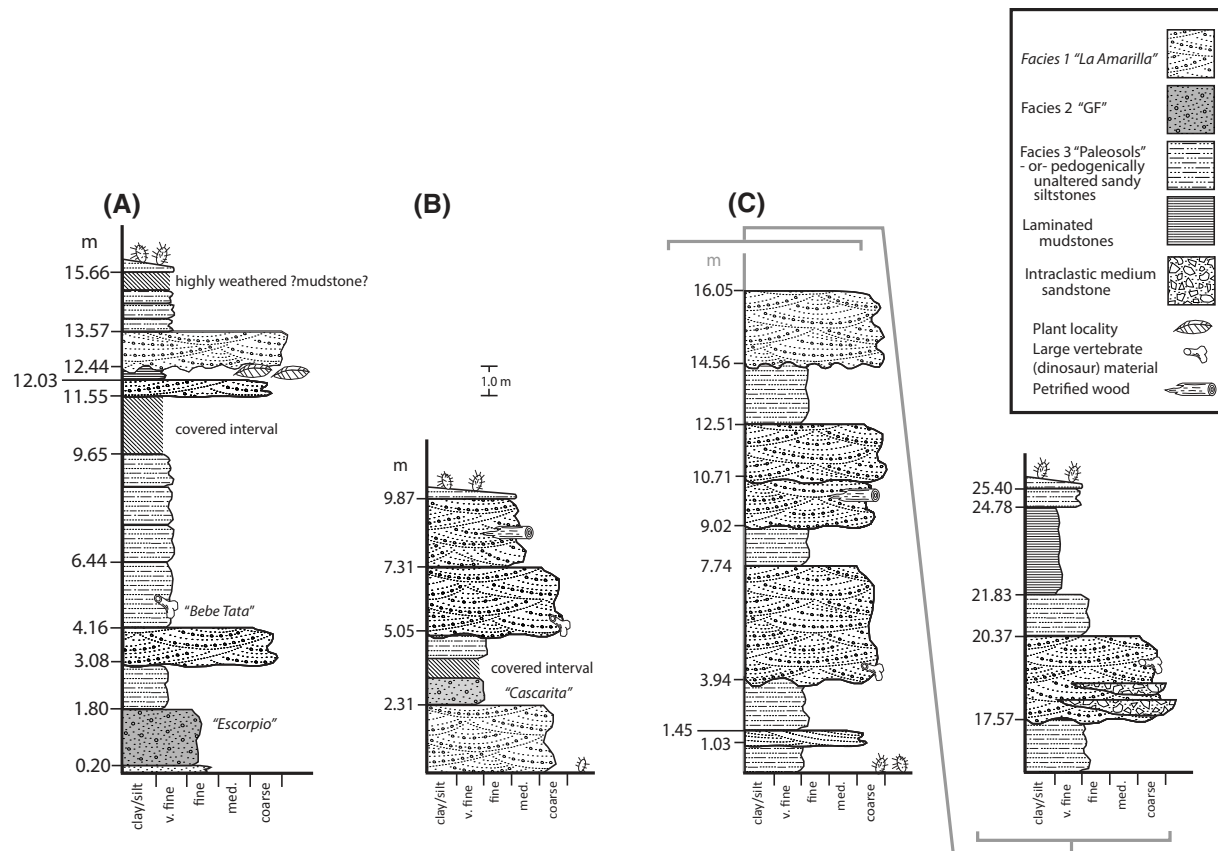 (A)
m
15.66
highly weathered ?mudstone?
13.57
12.44
12.03
11.55
covered interval
9.65
6.44
"Bebe Tata"
4.16
3.08
1.80
"Escorpio"
0.20
clay/silt
v. fine
fine
med.
coarse
1.0 m
(B)
m
9.87
7.31
5.05
covered interval
"Cascarita"
2.31
clay/silt
v. fine
fine
med.
coarse
(C)
m
16.05
14.56
12.51
10.71
9.02
7.74
3.94
1.45
1.03
clay/silt
v. fine
fine
med.
coarse
25.40
24.78
21.83
20.37
17.57
clay/silt
v. fine
fine
med.
coarse
Facies 1 "La Amarilla"
Facies 2 "GF"
Facies 3 "Paleosols"
- or- pedogenically
unaltered sandy
siltstones
Laminated
mudstones
Intraclastic medium
sandstone
Plant locality
Large vertebrate
(dinosaur) material
Petrified wood